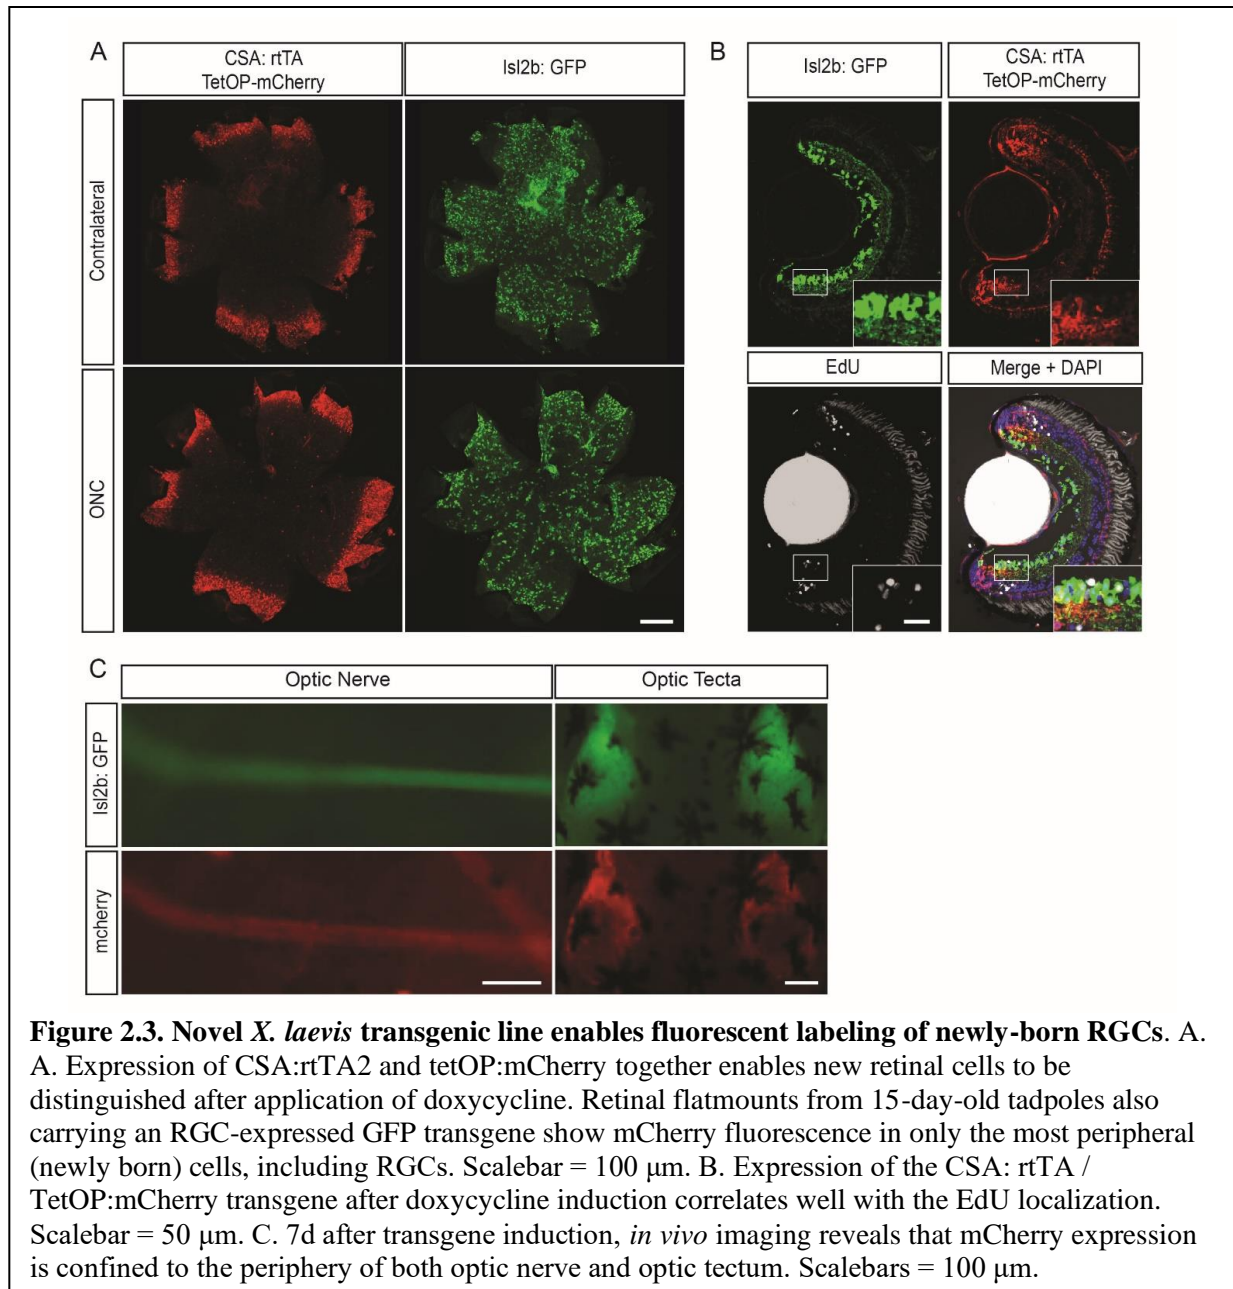 A
CSA: rtTA
TetOP-mCherry
Isl2b: GFP
B
Isl2b: GFP
CSA: rtTA
TetOP-mCherry
Contralateral
ONC
EdU
Merge + DAPI
C
Optic Nerve
Optic Tecta
Isl2b: GFP
mcherry
Figure 2.3. Novel X. laevis transgenic line enables fluorescent labeling of newly-born RGCs. A.
A. Expression of CSA:rtTA2 and tetOP:mCherry together enables new retinal cells to be
distinguished after application of doxycycline. Retinal flatmounts from 15-day-old tadpoles also
carrying an RGC-expressed GFP transgene show mCherry fluorescence in only the most peripheral
(newly born) cells, including RGCs. Scalebar = 100 μm. B. Expression of the CSA: rtTA /
TetOP:mCherry transgene after doxycycline induction correlates well with the EdU localization.
Scalebar = 50 μm. C. 7d after transgene induction, in vivo imaging reveals that mCherry expression
is confined to the periphery of both optic nerve and optic tectum. Scalebars = 100 μm.